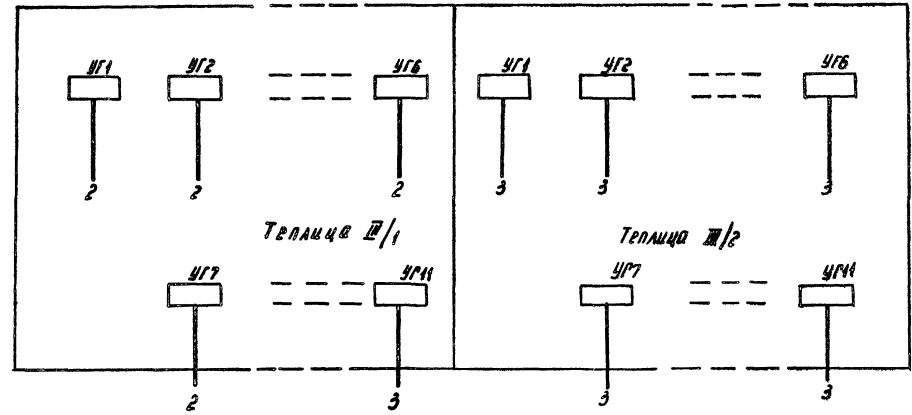 УГ1 УГ2 УГ6 УГ1 УГ2 УГ6
2 2 2 3 3 3
Теплица III/1 Теплица III/2
УГ7 УГ11 УГ7 УГ11
2 3 3 3